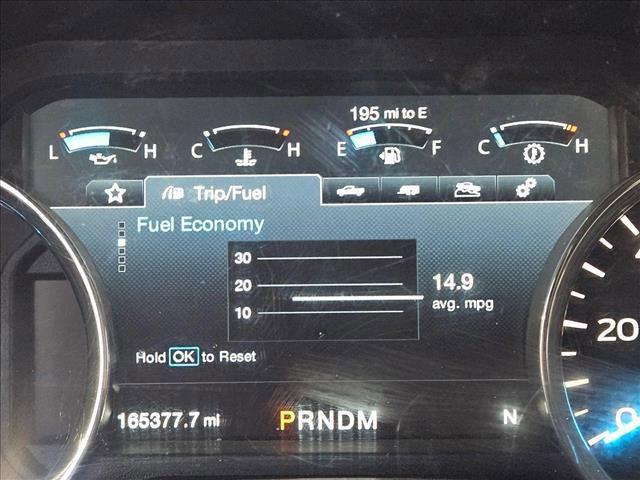 195 mi to E
L H C H E F C H
Trip/Fuel
Fuel Economy
30
20
10
14.9
avg. mpg
Hold OK to Reset
20
0
165377.7 mi PRNDM N